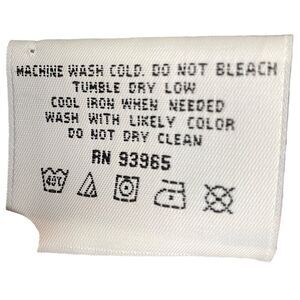 MACHINE WASH COLD. DO NOT BLEACH
TUMBLE DRY LOW
COOL IRON WHEN NEEDED
WASH WITH LIKELY COLOR
DO NOT DRY CLEAN
RN 93965